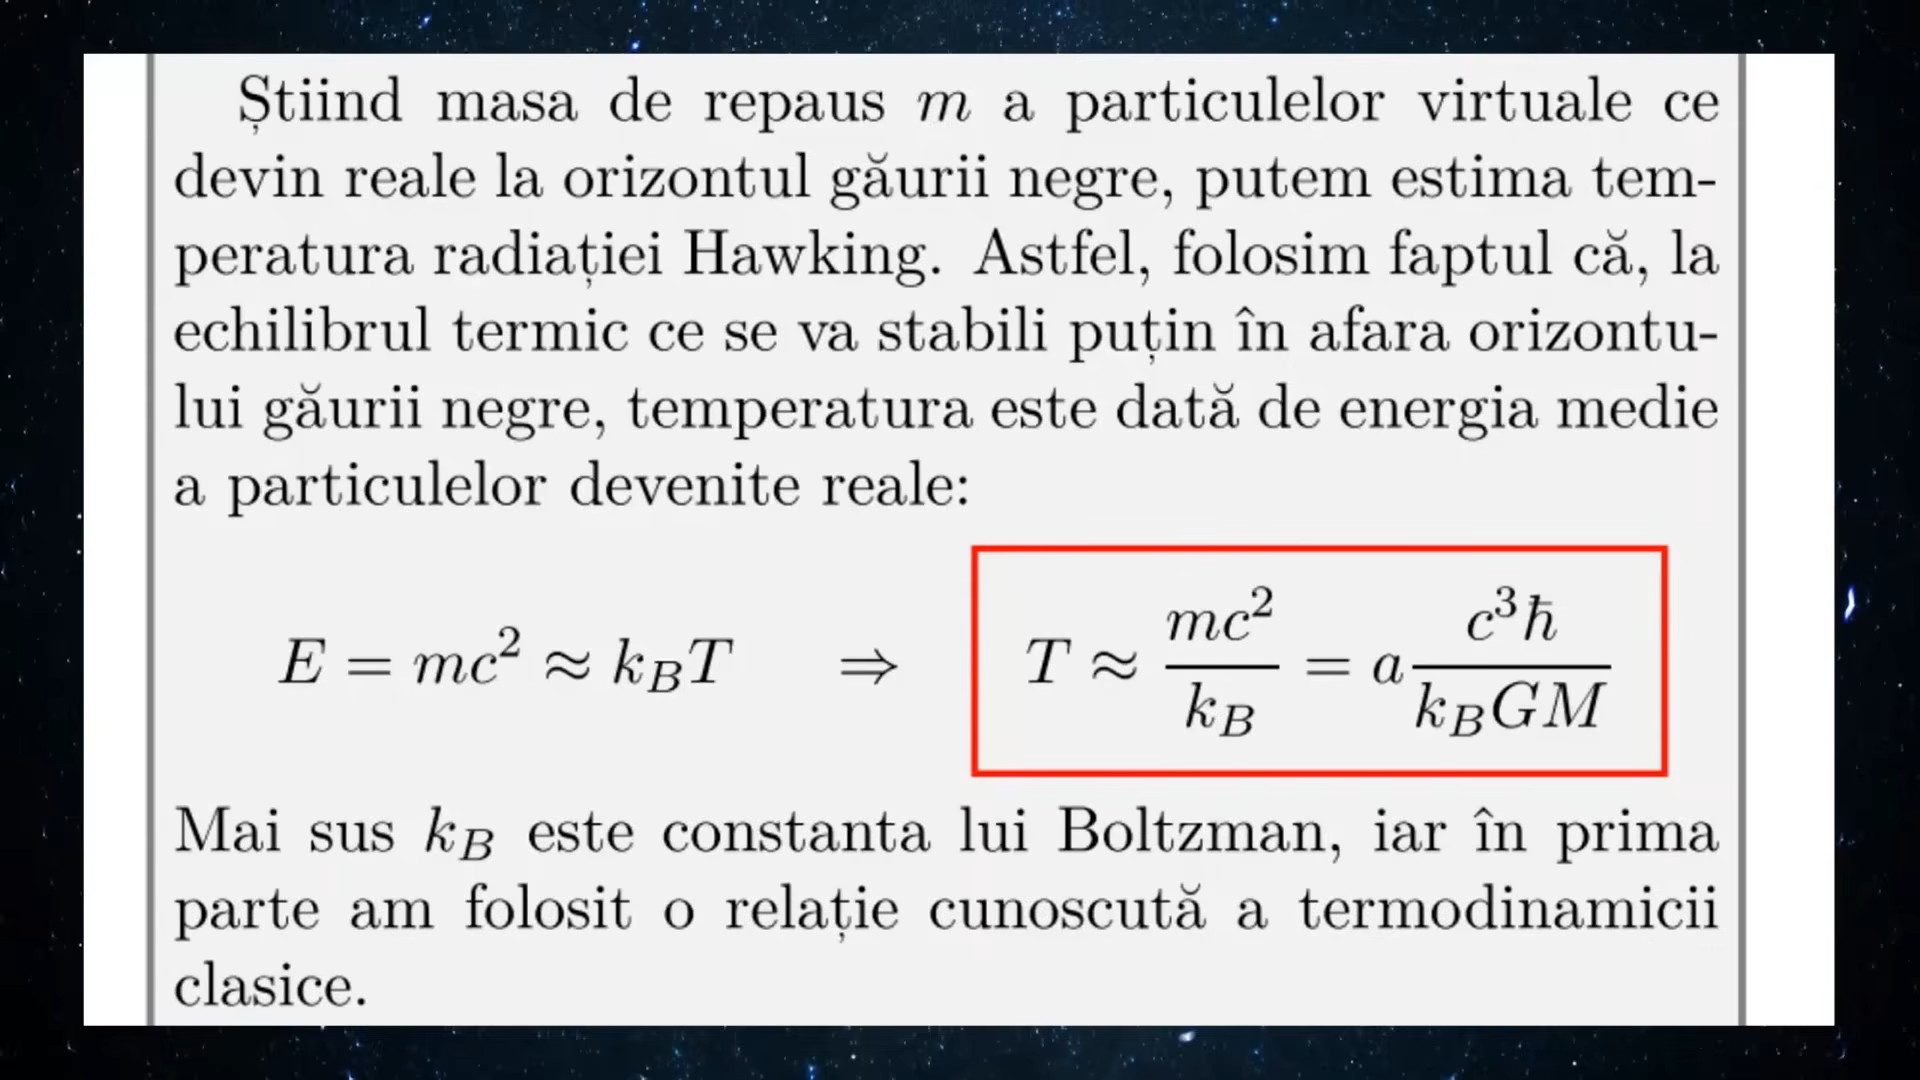 Știind masa de repaus m a particulelor virtuale ce
devin reale la orizontul găurii negre, putem estima tem-
peratura radiației Hawking. Astfel, folosim faptul că, la
echilibrul termic ce se va stabili puțin în afara orizontu-
lui găurii negre, temperatura este dată de energia medie
a particulelor devenite reale:
E = mc² ≈ k_B T ⇒ T ≈ mc²/k_B = a c³ħ/(k_B GM)
Mai sus k_B este constanta lui Boltzman, iar în prima
parte am folosit o relație cunoscută a termodinamicii
clasice.